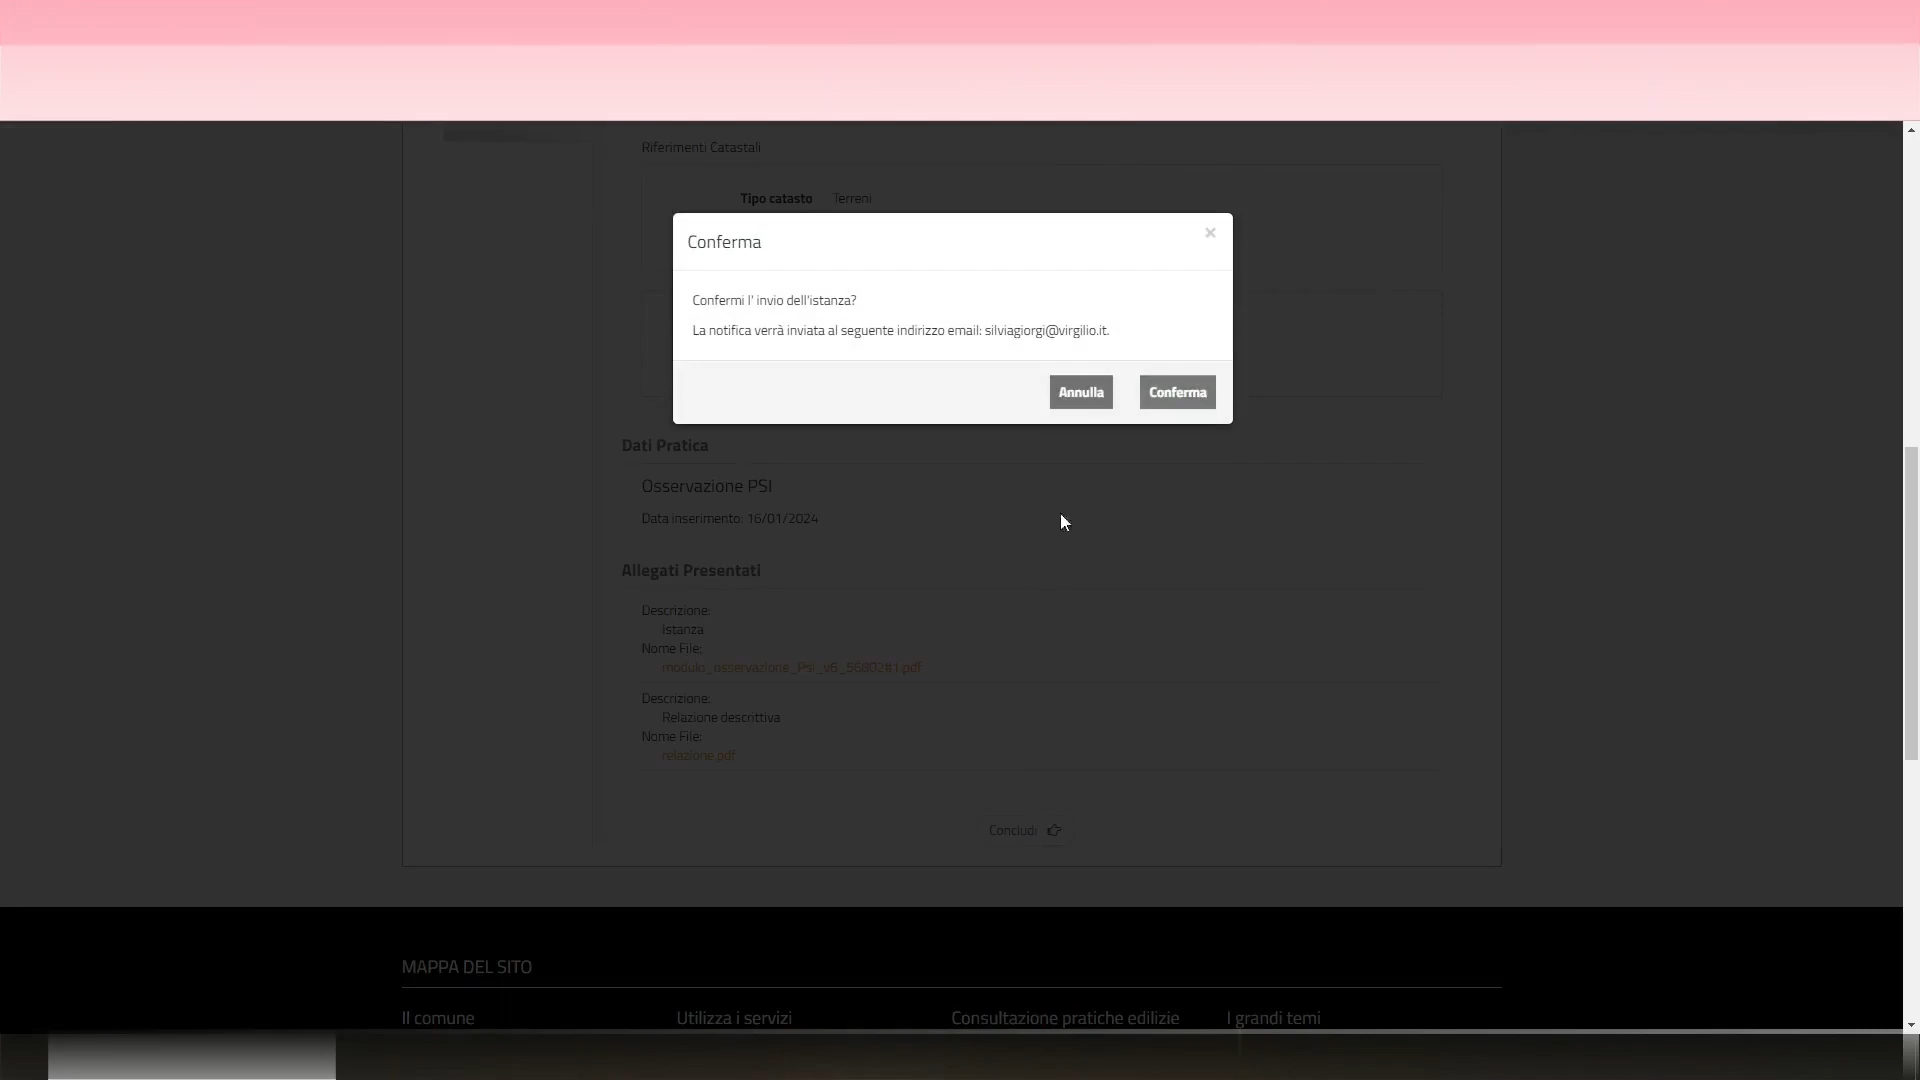 Riferimenti Catastali
Tipo catasto Terreni
Conferma
×
Confermi l' invio dell'istanza?
La notifica verrà inviata al seguente indirizzo email: silviagiorgi@virgilio.it.
Annulla Conferma
Dati Pratica
Osservazione PSI
Data inserimento: 16/01/2024
Allegati Presentati
Descrizione:
Istanza
Nome File:
modulo_osservazione_Psi_v6_56802#1.pdf
Descrizione:
Relazione descrittiva
Nome File:
relazione.pdf
Concludi
MAPPA DEL SITO
Il comune Utilizza i servizi Consultazione pratiche edilizie I grandi temi